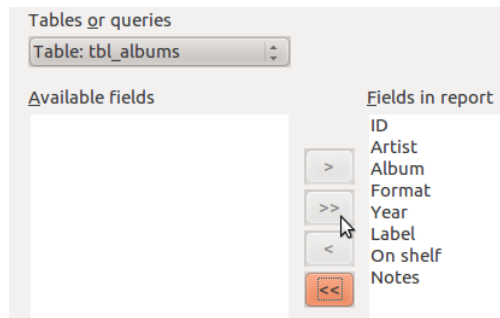 Tables or queries
Table: tbl_albums
Available fields
Fields in report
ID
Artist
Album
Format
Year
Label
On shelf
Notes
>
>>
<
<<